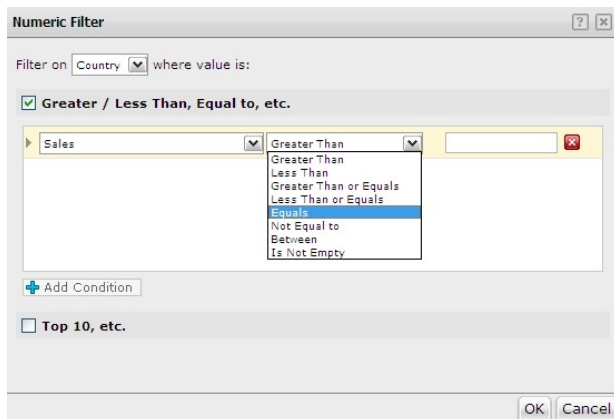 Numeric Filter
Filter on Country where value is:
Greater / Less Than, Equal to, etc.
Sales Greater Than
Greater Than
Less Than
Greater Than or Equals
Less Than or Equals
Equals
Not Equal to
Between
Is Not Empty
Add Condition
Top 10, etc.
OK Cancel